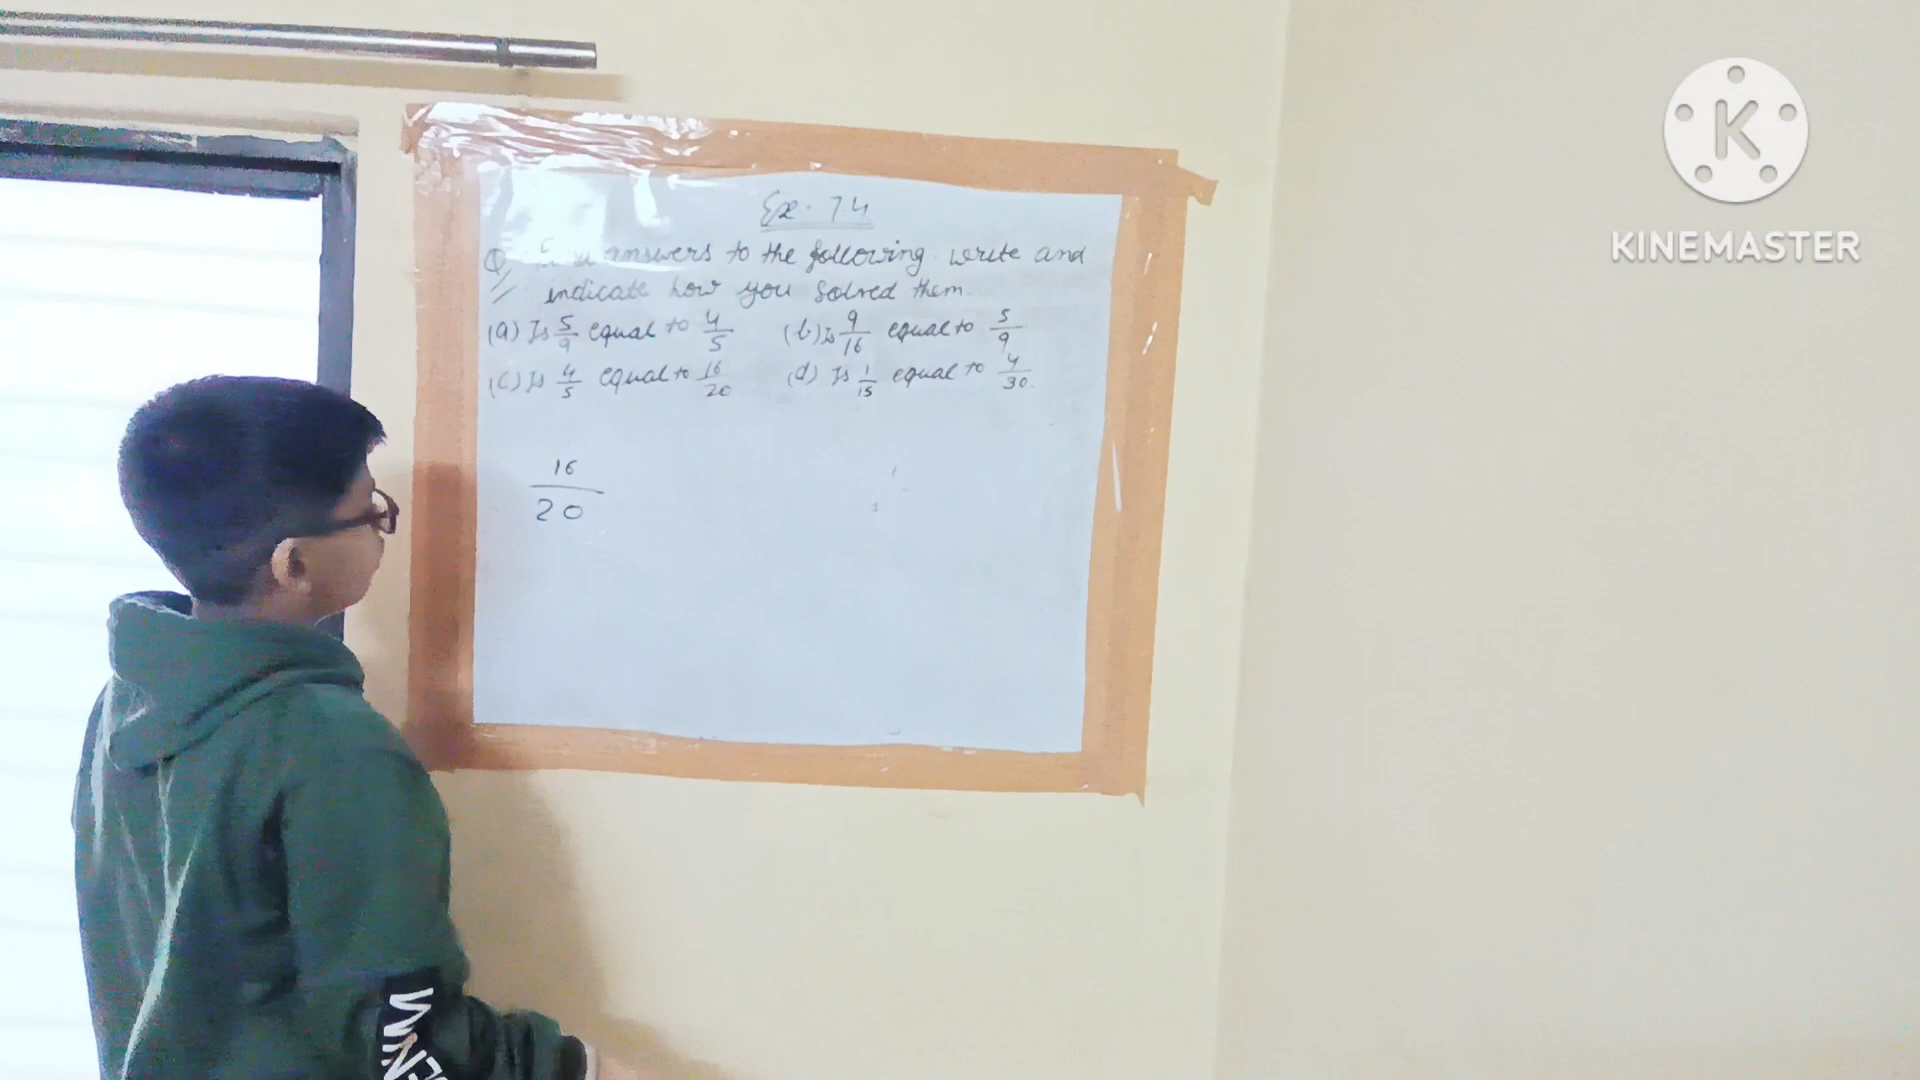 Ex - 7.4
Q answers to the following. write and
indicate how you solved them.
(a) Is 5/9 equal to 4/5 (b) Is 9/16 equal to 5/9
(c) Is 4/5 equal to 16/20 (d) Is 1/15 equal to 4/30.
16
20
K
KINEMASTER